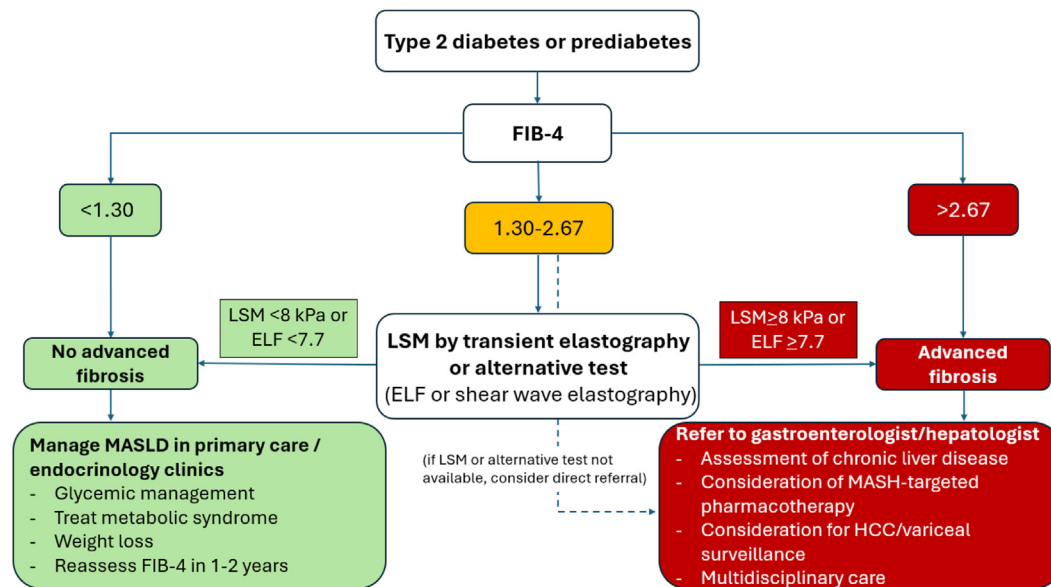 Type 2 diabetes or prediabetes
FIB-4
<1.30
1.30-2.67
>2.67
LSM <8 kPa or
ELF <7.7
LSM≥8 kPa or
ELF ≥7.7
No advanced
fibrosis
LSM by transient elastography
or alternative test
(ELF or shear wave elastography)
Advanced
fibrosis
Manage MASLD in primary care /
endocrinology clinics
- Glycemic management
- Treat metabolic syndrome
- Weight loss
- Reassess FIB-4 in 1-2 years
(if LSM or alternative test not
available, consider direct referral)
Refer to gastroenterologist/hepatologist
- Assessment of chronic liver disease
- Consideration of MASH-targeted
pharmacotherapy
- Consideration for HCC/variceal
surveillance
- Multidisciplinary care